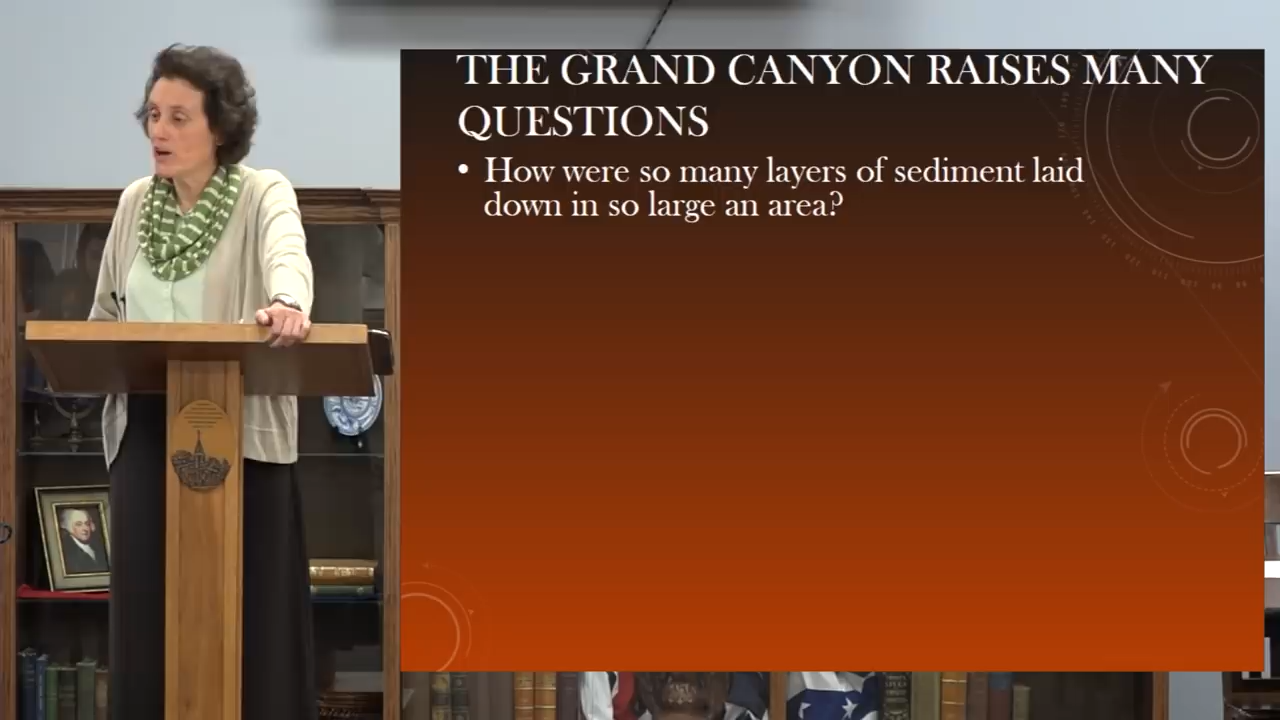 THE GRAND CANYON RAISES MANY
QUESTIONS
• How were so many layers of sediment laid
down in so large an area?